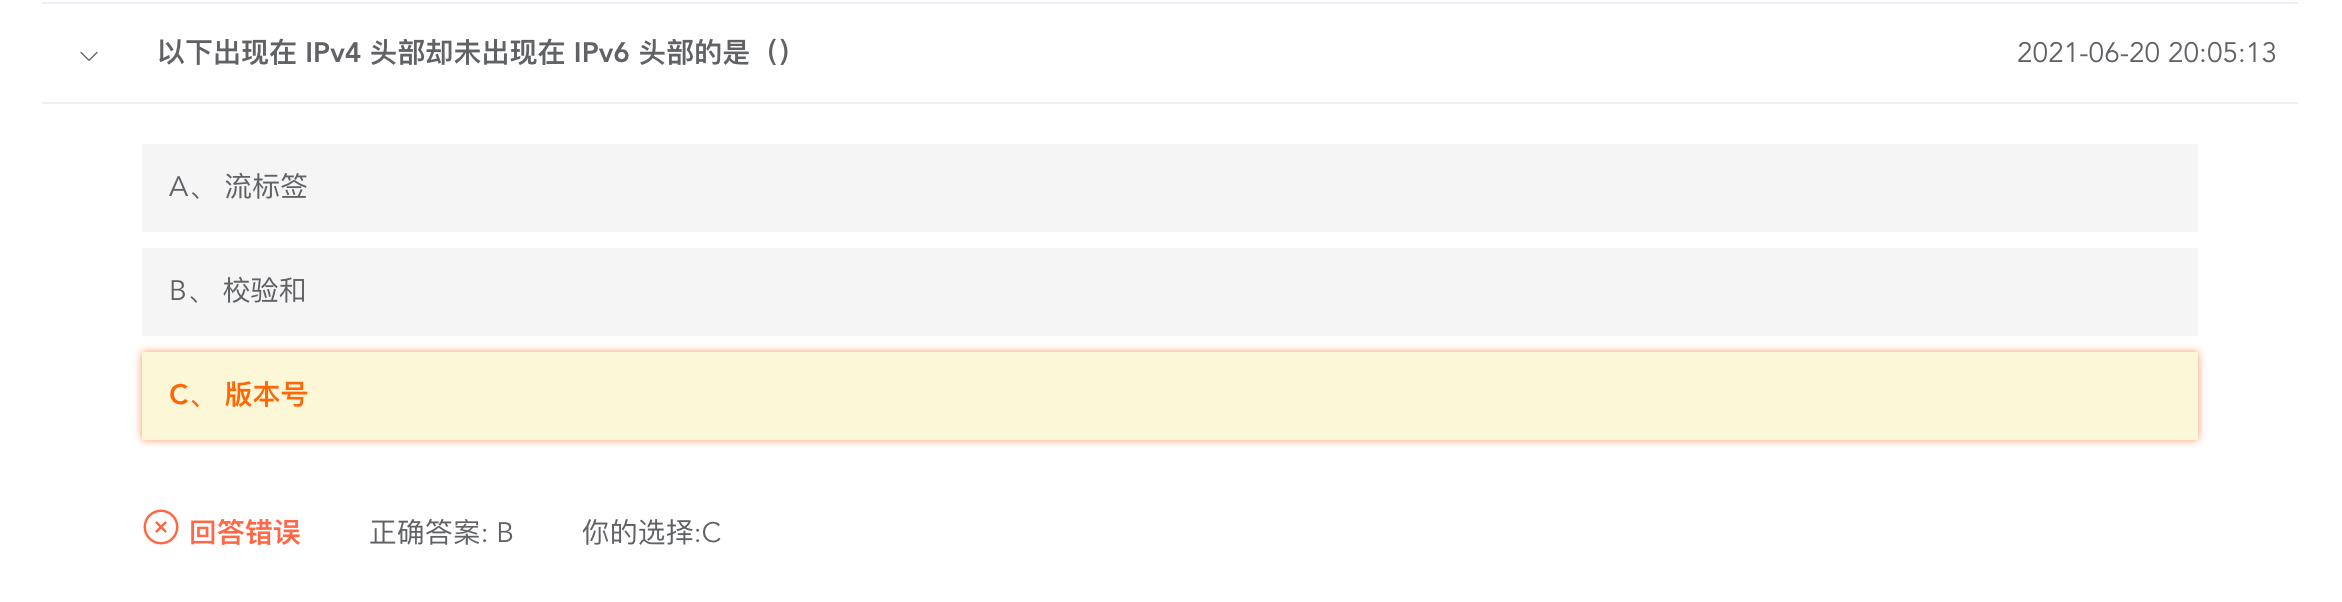 以下出现在 IPv4 头部却未出现在 IPv6 头部的是（） 2021-06-20 20:05:13
A、 流标签
B、 校验和
C、 版本号
回答错误 正确答案: B 你的选择:C